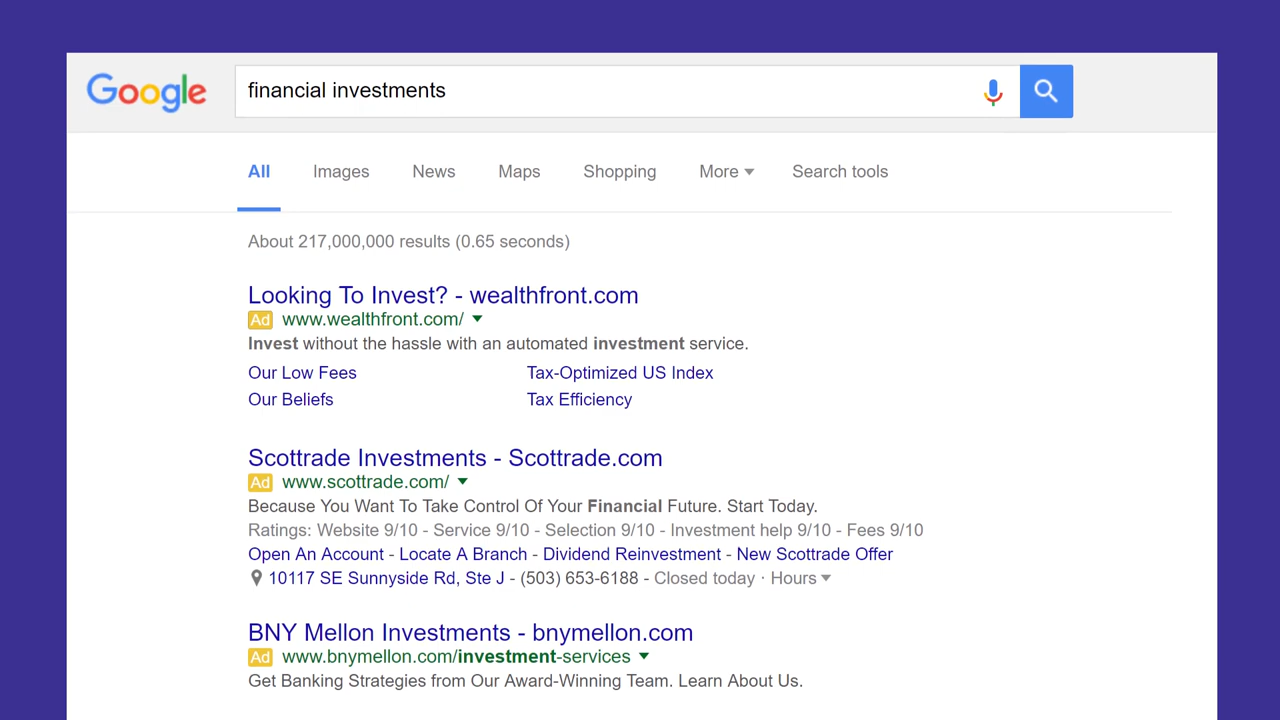 Google
financial investments
All Images News Maps Shopping More Search tools
About 217,000,000 results (0.65 seconds)
Looking To Invest? - wealthfront.com
Ad www.wealthfront.com/
Invest without the hassle with an automated investment service.
Our Low Fees Tax-Optimized US Index
Our Beliefs Tax Efficiency
Scottrade Investments - Scottrade.com
Ad www.scottrade.com/
Because You Want To Take Control Of Your Financial Future. Start Today.
Ratings: Website 9/10 - Service 9/10 - Selection 9/10 - Investment help 9/10 - Fees 9/10
Open An Account - Locate A Branch - Dividend Reinvestment - New Scottrade Offer
10117 SE Sunnyside Rd, Ste J - (503) 653-6188 - Closed today · Hours
BNY Mellon Investments - bnymellon.com
Ad www.bnymellon.com/investment-services
Get Banking Strategies from Our Award-Winning Team. Learn About Us.